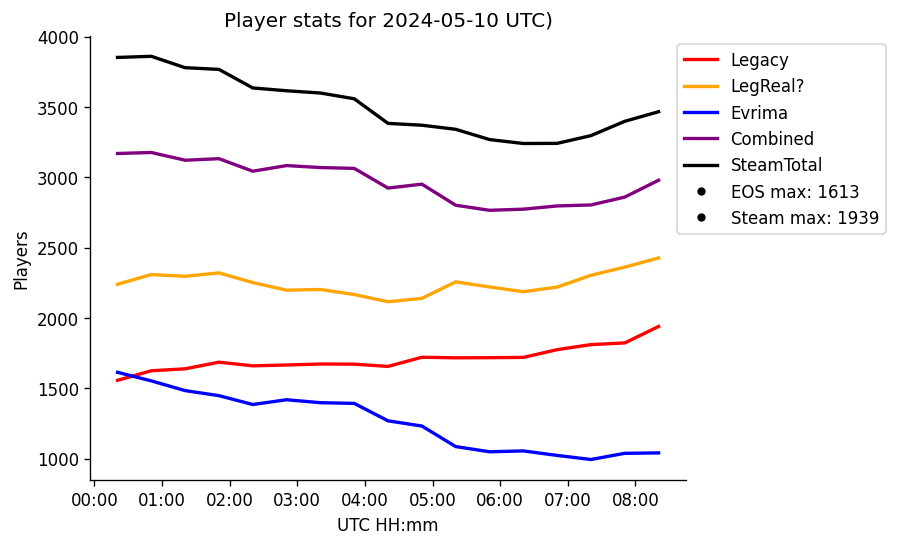 Player stats for 2024-05-10 UTC)
Players
4000
3500
3000
2500
2000
1500
1000
00:00 01:00 02:00 03:00 04:00 05:00 06:00 07:00 08:00
UTC HH:mm
Legacy
LegReal?
Evrima
Combined
SteamTotal
EOS max: 1613
Steam max: 1939